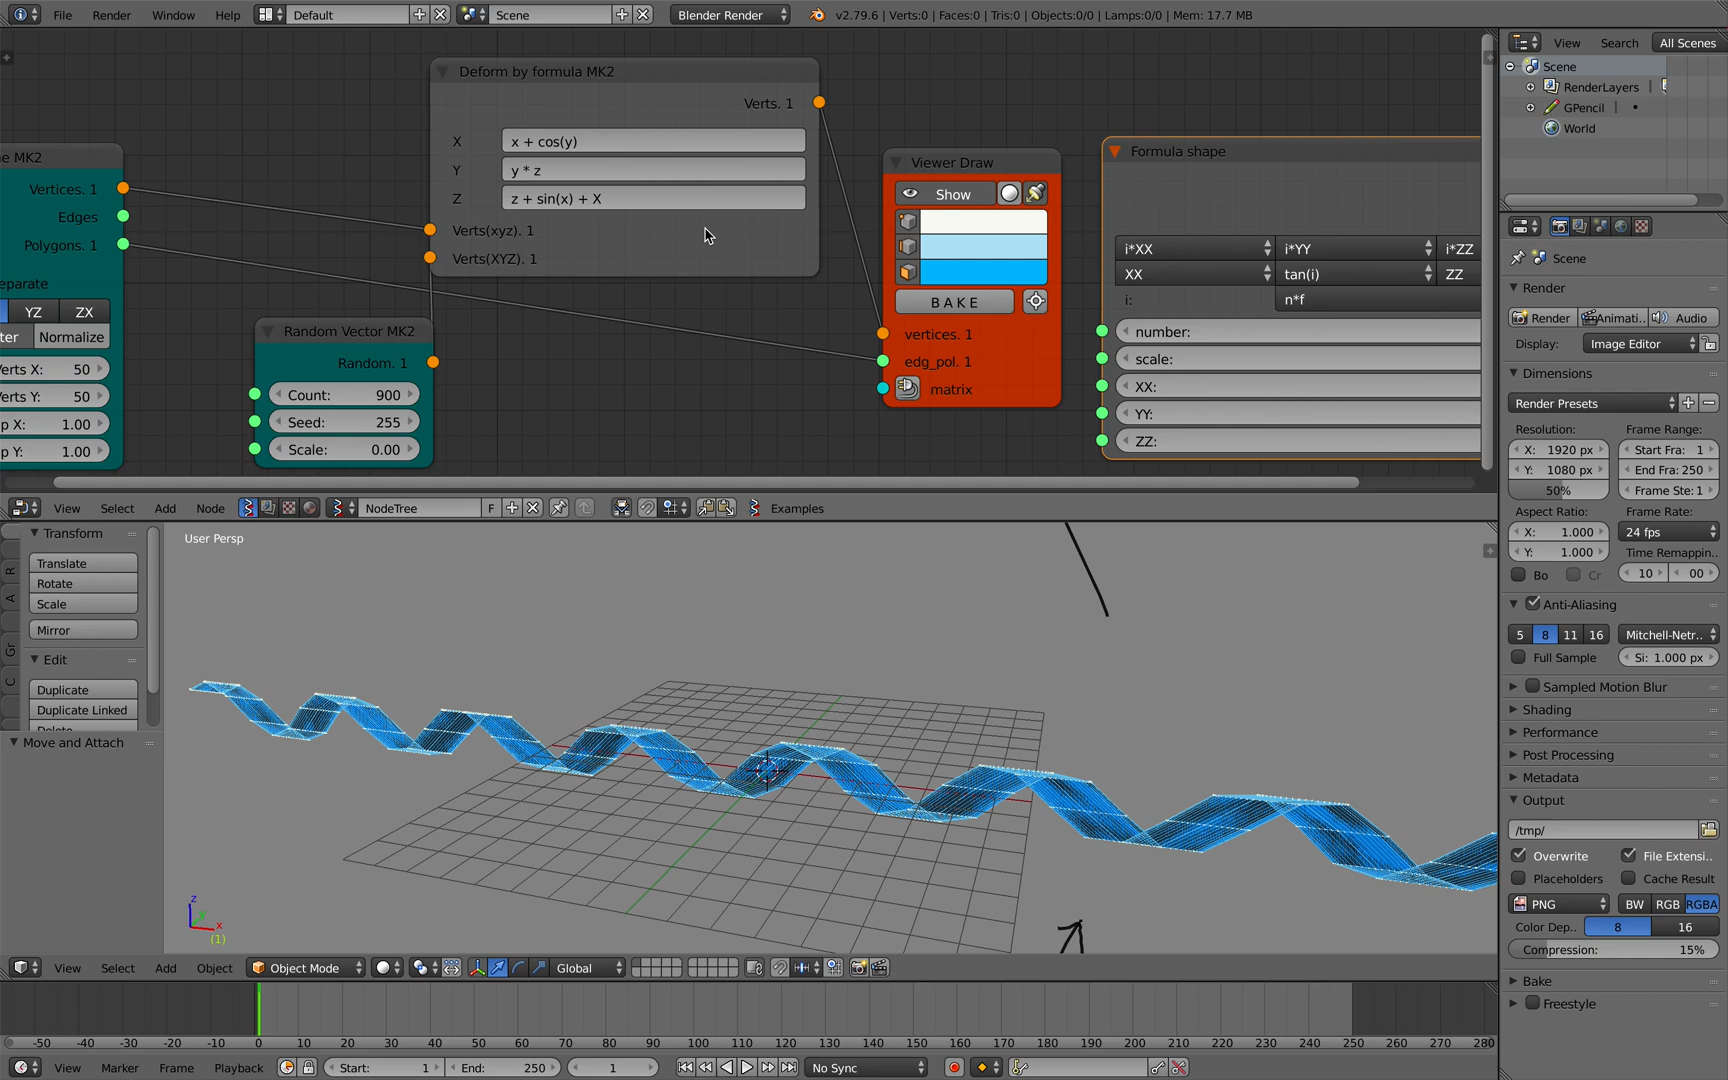 File Render Window Help Default Scene Blender Render v2.79.6 | Verts:0 | Faces:0 | Tris:0 | Objects:0/0 | Lamps:0/0 | Mem: 17.7 MB
View Search All Scenes
Scene
RenderLayers
GPencil
World
Deform by formula MK2
Verts. 1
X x + cos(y)
Y y * z
Z z + sin(x) + X
Verts(xyz). 1
Verts(XYZ). 1
e MK2
Vertices. 1
Edges
Polygons. 1
eparate
YZ ZX
ter Normalize
erts X: 50
erts Y: 50
p X: 1.00
p Y: 1.00
Random Vector MK2
Random. 1
Count: 900
Seed: 255
Scale: 0.00
Viewer Draw
Show
BAKE
vertices. 1
edg_pol. 1
matrix
Formula shape
i*XX i*YY i*ZZ
XX tan(i) ZZ
i: n*f
number:
scale:
XX:
YY:
ZZ:
View Select Add Node NodeTree F Examples
Transform
Translate
Rotate
Scale
Mirror
Edit
Duplicate
Duplicate Linked
Delete
Move and Attach
R
A
Gr
C
User Persp
z
x
(1)
View Select Add Object Object Mode Global
-50 -40 -30 -20 -10 0 10 20 30 40 50 60 70 80 90 100 110 120 130 140 150 160 170 180 190 200 210 220 230 240 250 260 270 280
View Marker Frame Playback Start: 1 End: 250 1 No Sync
Scene
Render
Render Animati.. Audio
Display: Image Editor
Dimensions
Render Presets
Resolution: Frame Range:
X: 1920 px Start Fra: 1
Y: 1080 px End Fra: 250
50% Frame Ste: 1
Aspect Ratio: Frame Rate:
X: 1.000 24 fps
Y: 1.000 Time Remappin..
Bo Cr 10 00
Anti-Aliasing
5 8 11 16 Mitchell-Netr..
Full Sample Si: 1.000 px
Sampled Motion Blur
Shading
Performance
Post Processing
Metadata
Output
/tmp/
Overwrite File Extensi..
Placeholders Cache Result
PNG BW RGB RGBA
Color Dep.. 8 16
Compression: 15%
Bake
Freestyle